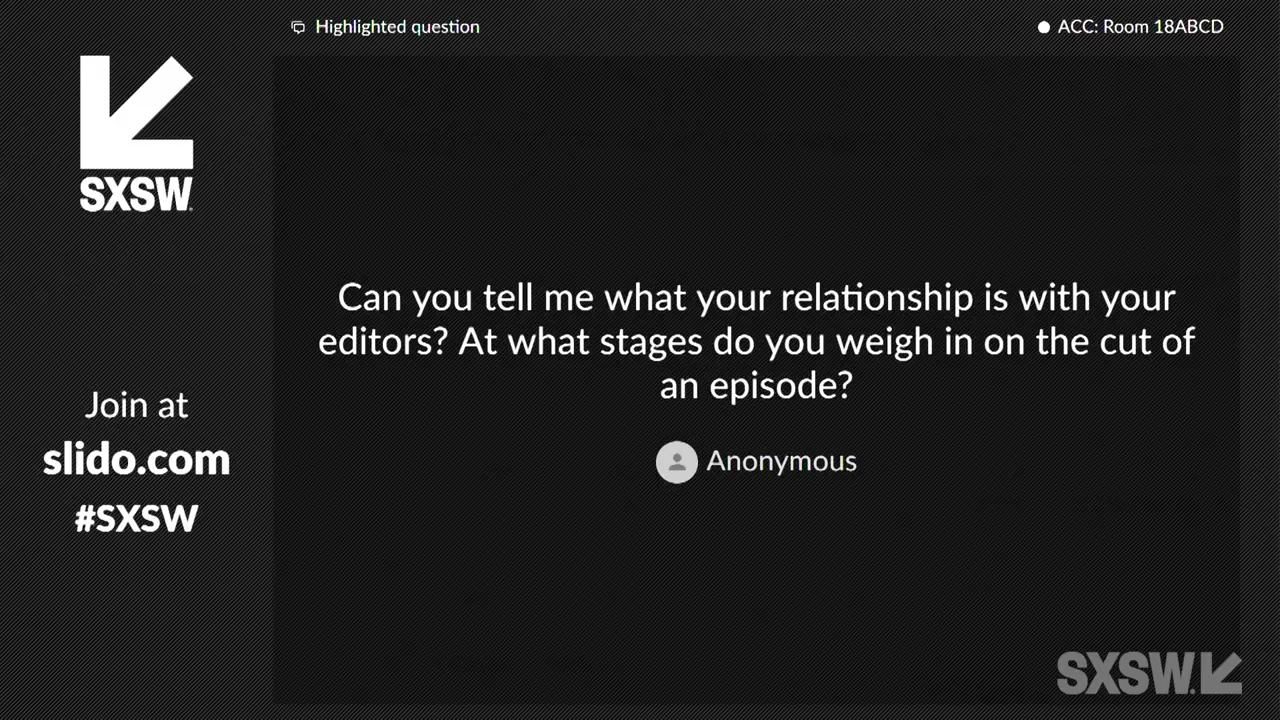 Highlighted question
ACC: Room 18ABCD
SXSW.
Can you tell me what your relationship is with your
editors? At what stages do you weigh in on the cut of
an episode?
Anonymous
Join at
slido.com
#SXSW
SXSW.